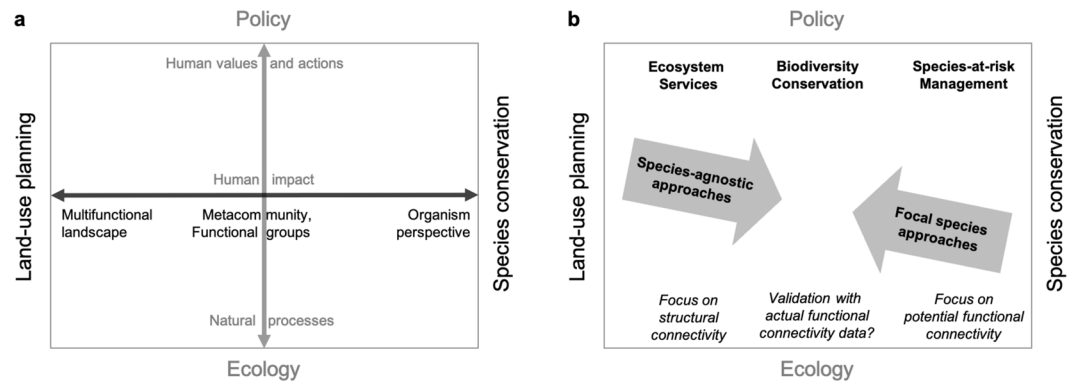 a
Policy
Human values and actions
Land-use planning
Human impact
Multifunctional
landscape
Metacommunity,
Functional groups
Organism
perspective
Species conservation
Natural processes
Ecology
b
Policy
Ecosystem
Services
Biodiversity
Conservation
Species-at-risk
Management
Land-use planning
Species-agnostic
approaches
Focal species
approaches
Species conservation
Focus on
structural
connectivity
Validation with
actual functional
connectivity data?
Focus on
potential functional
connectivity
Ecology